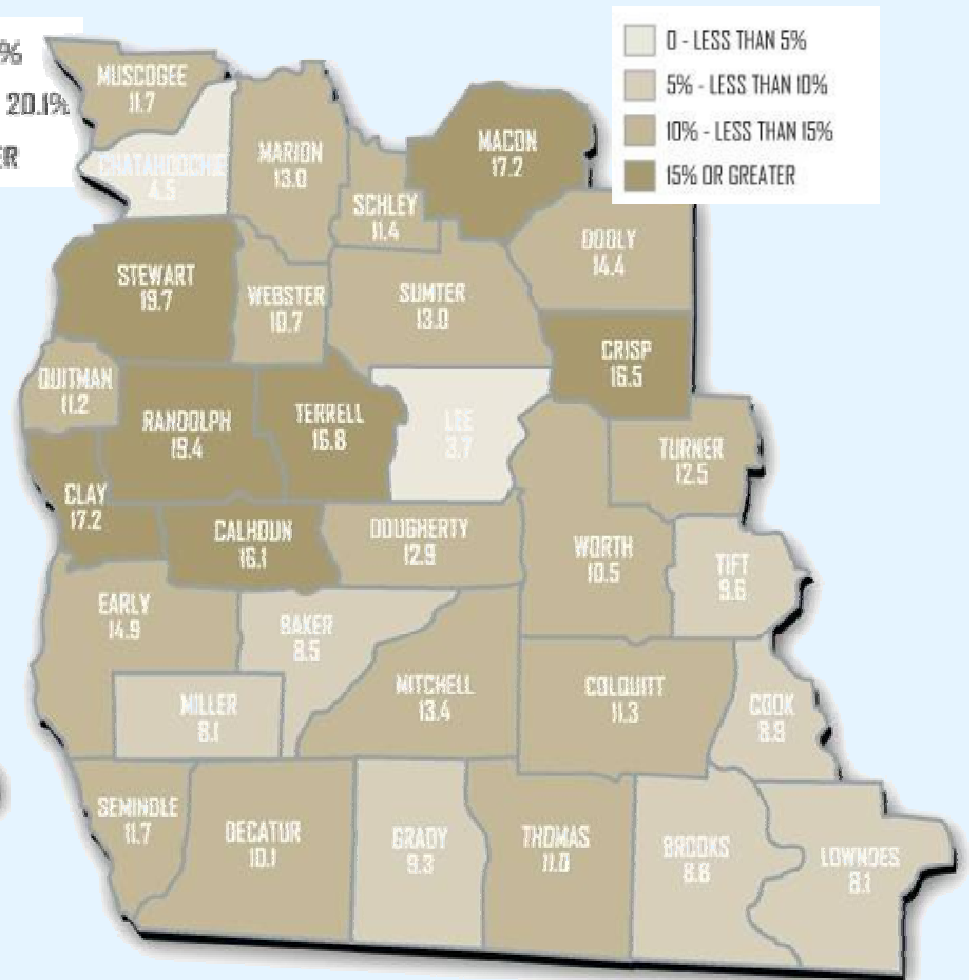 %
20.1%
ER
0 - LESS THAN 5%
5% - LESS THAN 10%
10% - LESS THAN 15%
15% OR GREATER
MUSCOGEE
11.7
CHATAHOOCHE
4.5
MARION
13.0
SCHLEY
11.4
MACON
17.2
DOOLY
14.4
STEWART
19.7
WEBSTER
10.7
SUMTER
13.0
CRISP
16.5
QUITMAN
11.2
RANDOLPH
19.4
TERRELL
16.8
LEE
3.7
TURNER
12.5
CLAY
17.2
CALHOUN
16.1
DOUGHERTY
12.9
WORTH
10.5
TIFT
9.6
EARLY
14.9
BAKER
8.5
MILLER
8.1
MITCHELL
13.4
COLQUITT
11.3
COOK
8.9
SEMINOLE
11.7
DECATUR
10.1
GRADY
9.3
THOMAS
11.0
BROOKS
8.8
LOWNDES
8.1